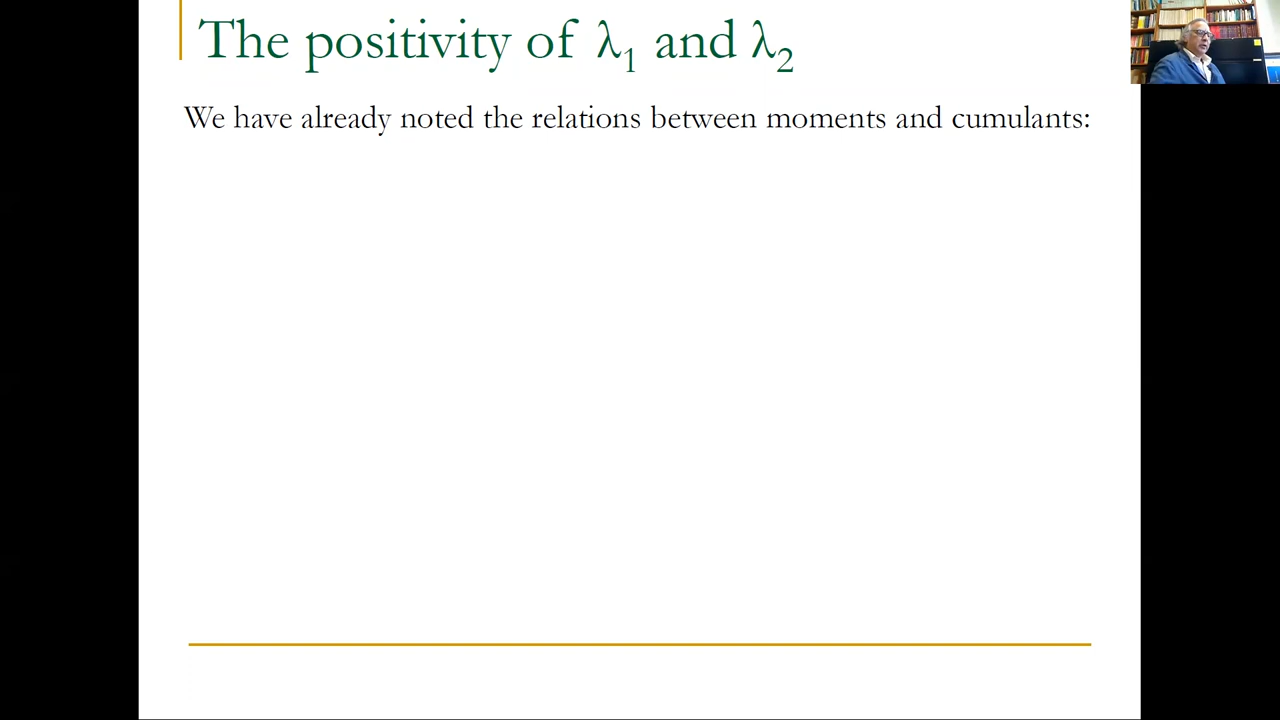 The positivity of λ₁ and λ₂
We have already noted the relations between moments and cumulants: